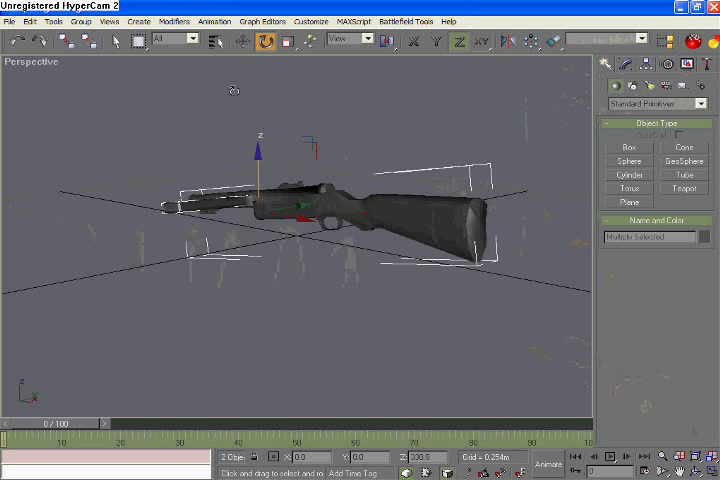 Unregistered HyperCam 2
File Edit Tools Group Views Create Modifiers Animation Graph Editors Customize MAXScript Battlefield Tools Help
All
View
X Y Z XY
Perspective
Standard Primitives
Object Type
AutoGrid
Box Cone
Sphere GeoSphere
Cylinder Tube
Torus Teapot
Plane
Name and Color
Multiple Selected
z
z
0 / 100
10 20 30 40 50 60 70 80 90
2 Obje X: 0.0 Y: 0.0 Grid = 0.254m
Click and drag to select and ro Add Time Tag
Animate
0